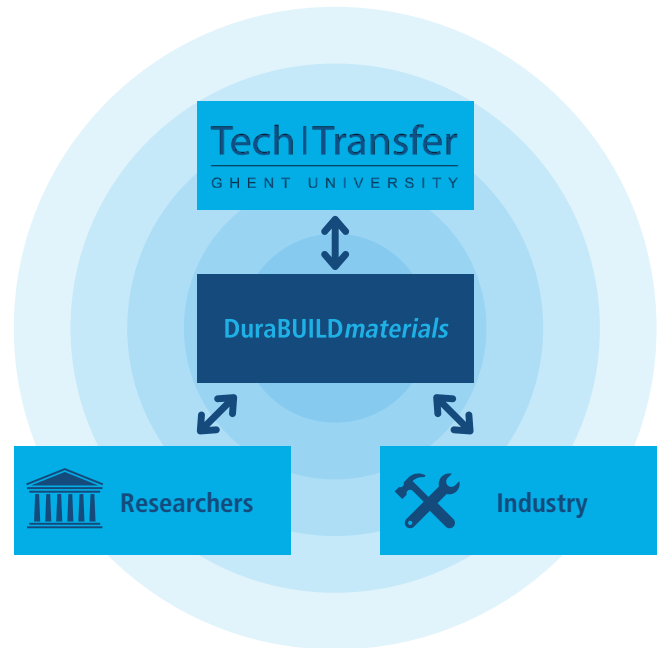 Tech|Transfer
GHENT UNIVERSITY
DuraBUILDmaterials
Researchers
Industry